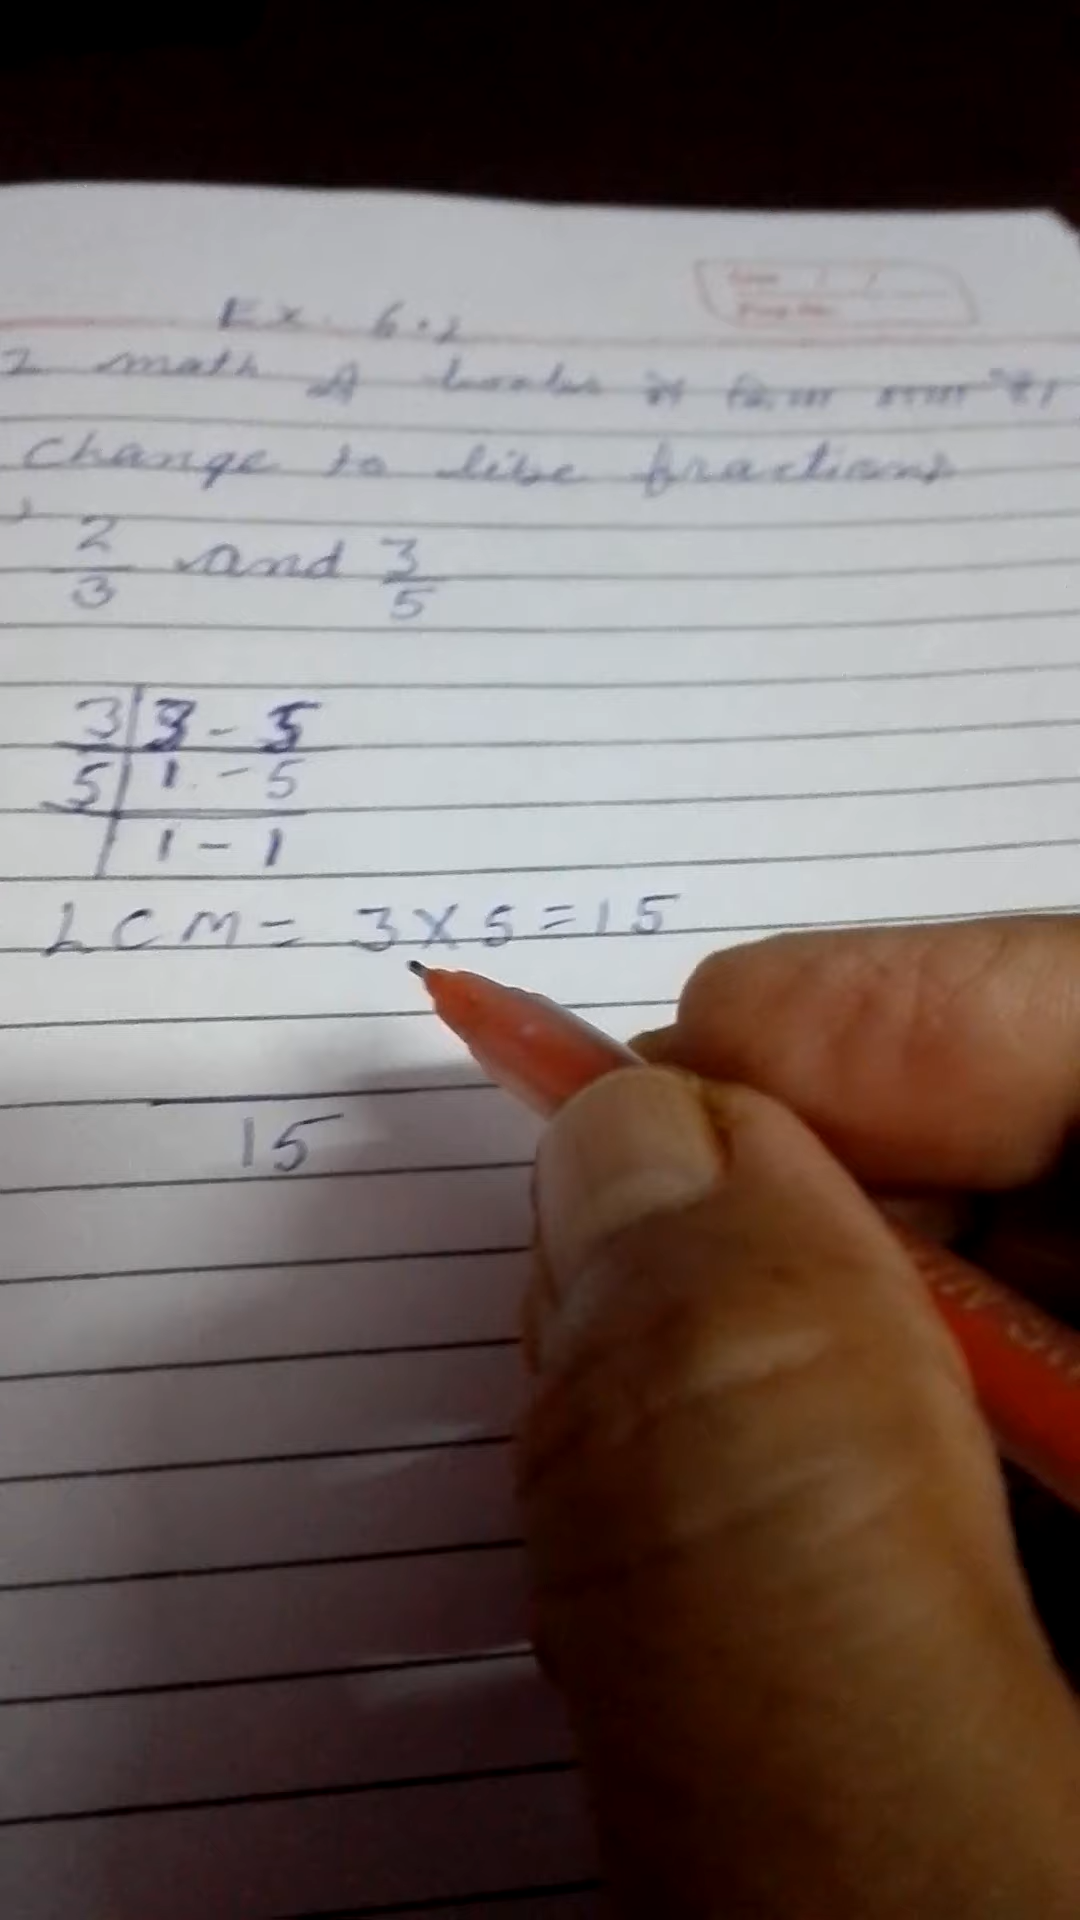 Ex. 6.2
math
Change to like fractions
2/3 and 3/5
3 | 3 - 5
5 | 1 - 5
| 1 - 1
LCM = 3 X 5 = 15
15